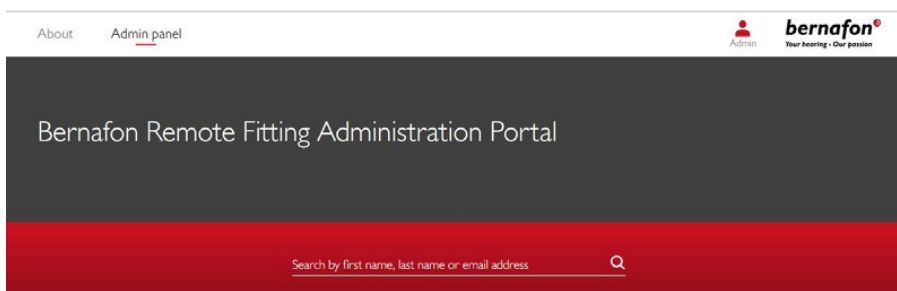 About Admin panel
Admin
bernafon®
Your hearing • Our passion
Bernafon Remote Fitting Administration Portal
Search by first name, last name or email address